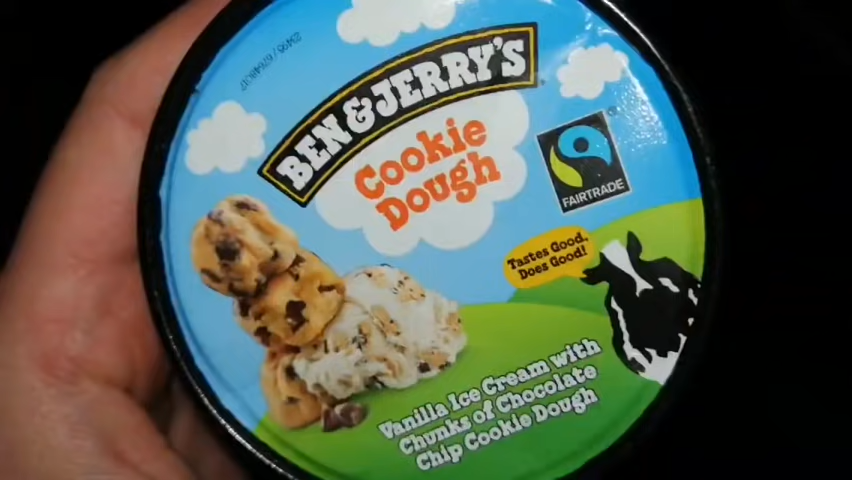 BEN & JERRY'S
Cookie
Dough
FAIRTRADE
Tastes Good,
Does Good!
Vanilla Ice Cream with
Chunks of Chocolate
Chip Cookie Dough